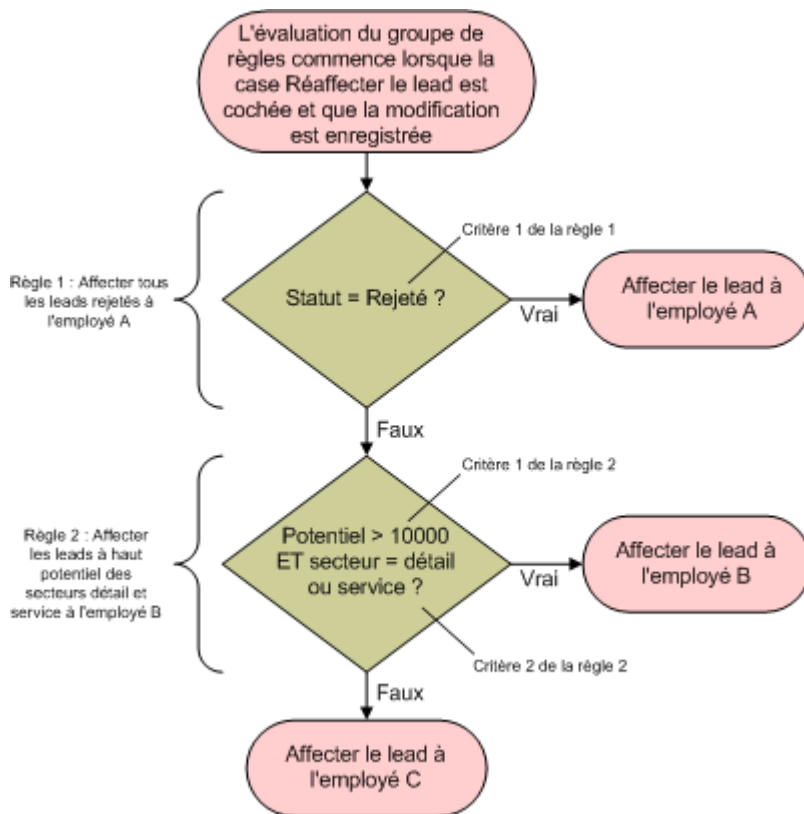 L'évaluation du groupe de
règles commence lorsque la
case Réaffecter le lead est
cochée et que la modification
est enregistrée
Critère 1 de la règle 1
Règle 1 : Affecter tous
les leads rejetés à
l'employé A
Statut = Rejeté ?
Vrai
Affecter le lead à
l'employé A
Faux
Critère 1 de la règle 2
Règle 2 : Affecter
les leads à haut
potentiel des
secteurs détail et
service à l'employé B
Potentiel > 10000
ET secteur = détail
ou service ?
Vrai
Affecter le lead à
l'employé B
Critère 2 de la règle 2
Faux
Affecter le lead à
l'employé C